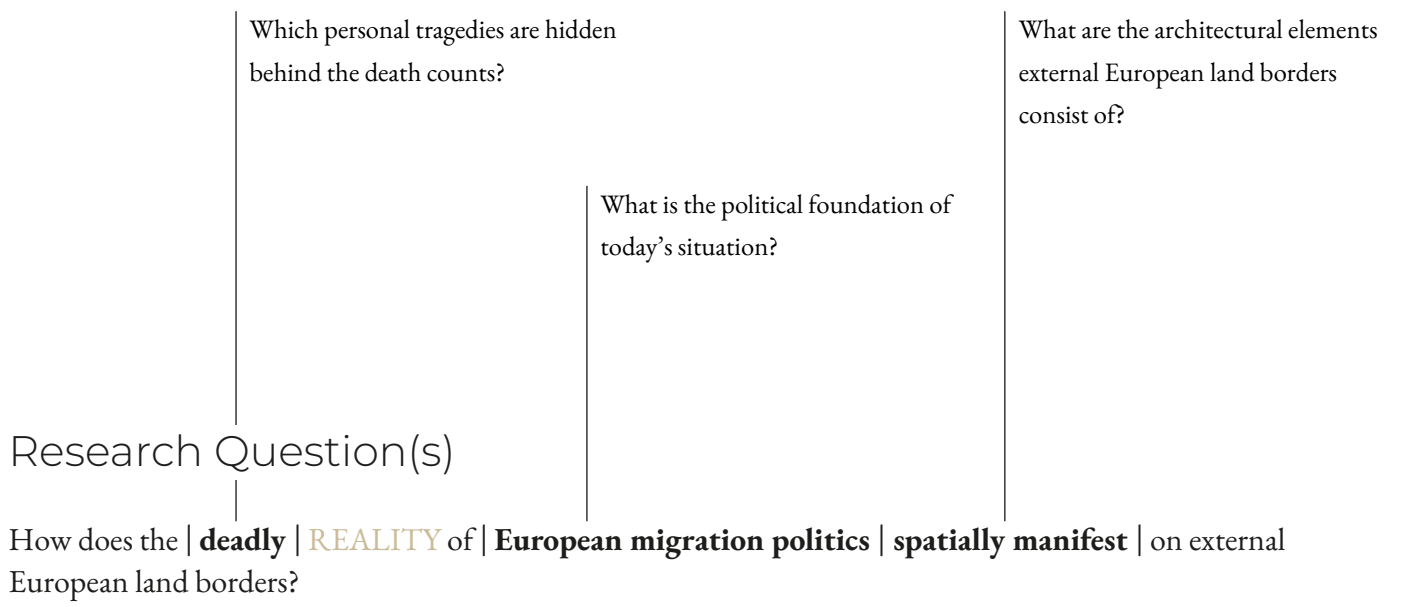 Which personal tragedies are hidden
behind the death counts?
What are the architectural elements
external European land borders
consist of?
What is the political foundation of
today’s situation?
Research Question(s)
How does the | deadly | REALITY of | European migration politics | spatially manifest | on external
European land borders?